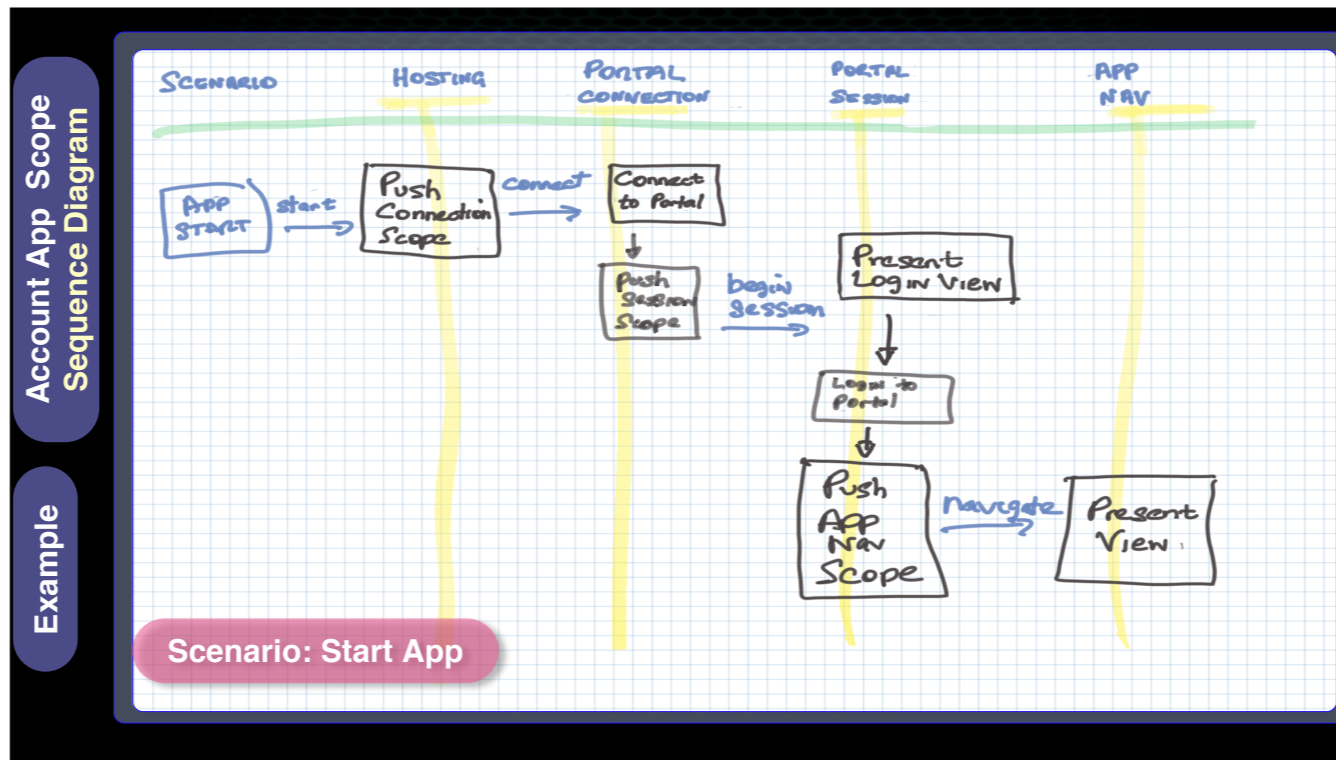 Account App Scope
Sequence Diagram
Example
SCENARIO
HOSTING
PORTAL
CONNECTION
PORTAL
SESSION
APP
NAV
APP
START
start
Push
Connection
Scope
connect
Connect
to Portal
Push
Session
Scope
begin
Session
Present
Login View
Login to
Portal
Push
App
Nav
Scope
navigate
Present
View
Scenario: Start App